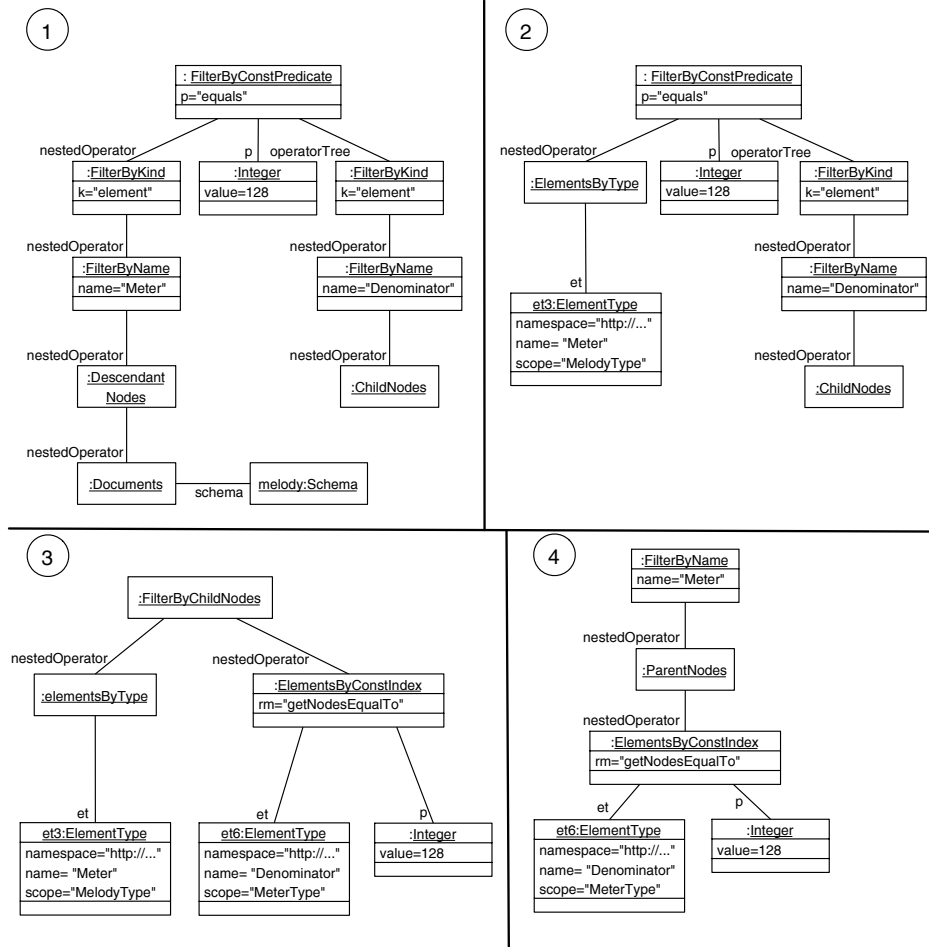 1
: FilterByConstPredicate
p="equals"
nestedOperator
p
operatorTree
:FilterByKind
k="element"
:Integer
value=128
:FilterByKind
k="element"
nestedOperator
nestedOperator
:FilterByName
name="Meter"
:FilterByName
name="Denominator"
nestedOperator
nestedOperator
:Descendant
Nodes
:ChildNodes
nestedOperator
:Documents
schema
melody:Schema
2
: FilterByConstPredicate
p="equals"
nestedOperator
p
operatorTree
:ElementsByType
:Integer
value=128
:FilterByKind
k="element"
nestedOperator
:FilterByName
name="Denominator"
et
et3:ElementType
namespace="http://..."
name= "Meter"
scope="MelodyType"
nestedOperator
:ChildNodes
3
:FilterByChildNodes
nestedOperator
nestedOperator
:elementsByType
:ElementsByConstIndex
rm="getNodesEqualTo"
et
et
p
et3:ElementType
namespace="http://..."
name= "Meter"
scope="MelodyType"
et6:ElementType
namespace="http://..."
name= "Denominator"
scope="MeterType"
:Integer
value=128
4
:FilterByName
name="Meter"
nestedOperator
:ParentNodes
nestedOperator
:ElementsByConstIndex
rm="getNodesEqualTo"
et
p
et6:ElementType
namespace="http://..."
name= "Denominator"
scope="MeterType"
:Integer
value=128